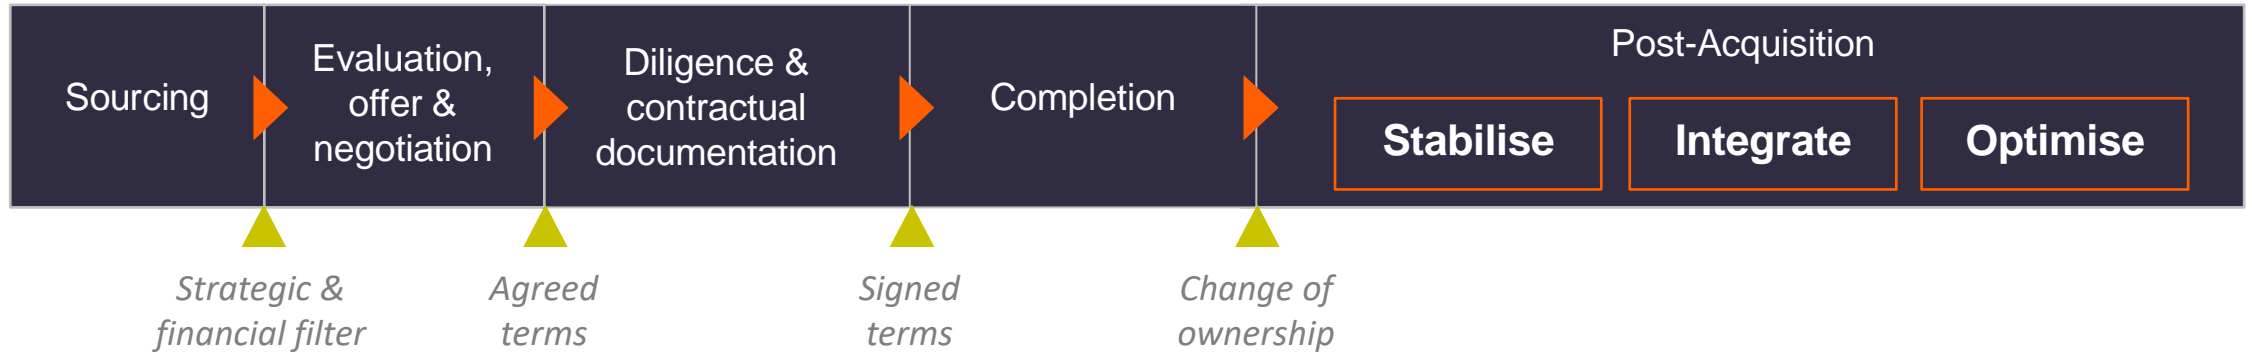 Sourcing
Evaluation,
offer &
negotiation
Diligence &
contractual
documentation
Completion
Post-Acquisition
Stabilise
Integrate
Optimise
Strategic &
financial filter
Agreed
terms
Signed
terms
Change of
ownership